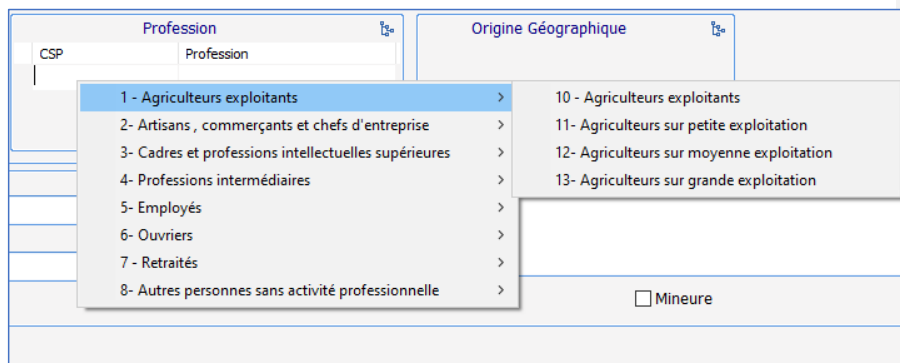 Profession
Origine Géographique
CSP Profession
1 - Agriculteurs exploitants
2- Artisans , commerçants et chefs d'entreprise
3- Cadres et professions intellectuelles supérieures
4- Professions intermédiaires
5- Employés
6- Ouvriers
7 - Retraités
8- Autres personnes sans activité professionnelle
10 - Agriculteurs exploitants
11- Agriculteurs sur petite exploitation
12- Agriculteurs sur moyenne exploitation
13- Agriculteurs sur grande exploitation
Mineure